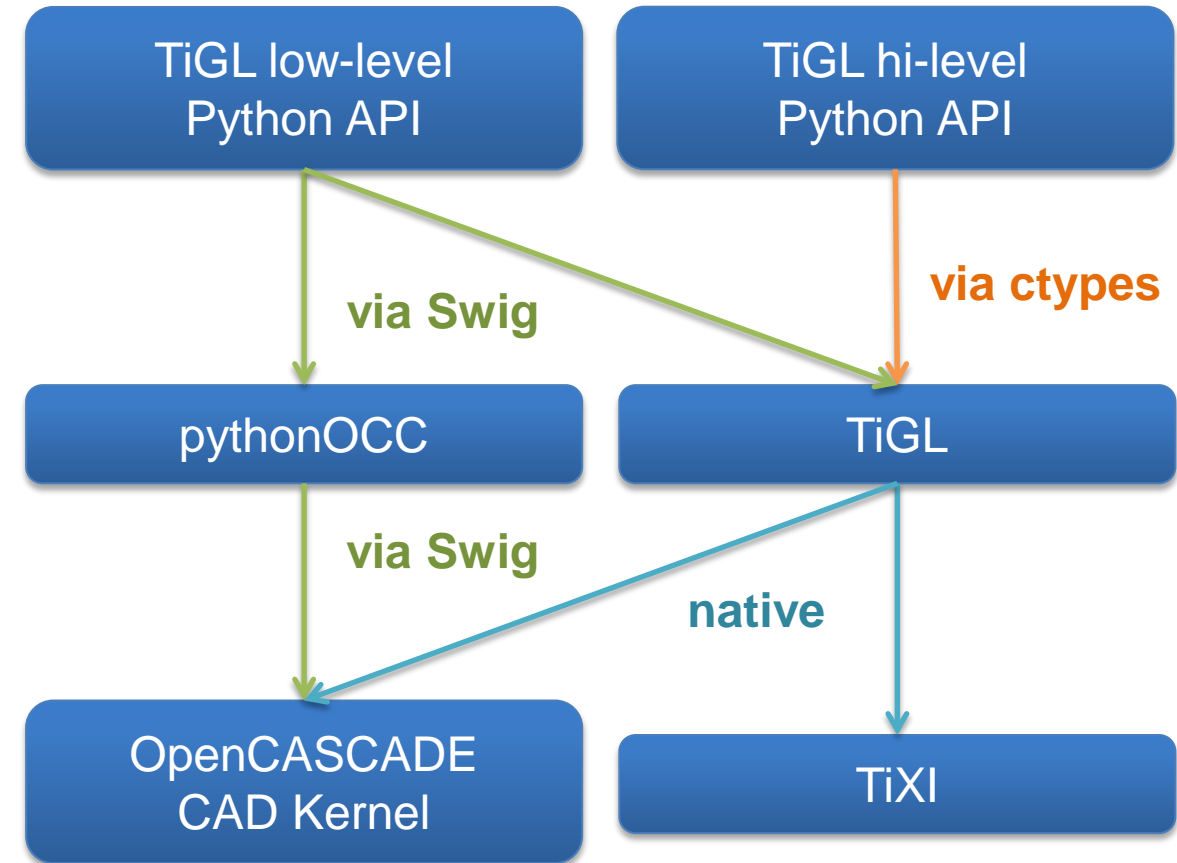 TiGL low-level
Python API
TiGL hi-level
Python API
via Swig
via ctypes
pythonOCC
TiGL
via Swig
native
OpenCASCADE
CAD Kernel
TiXI